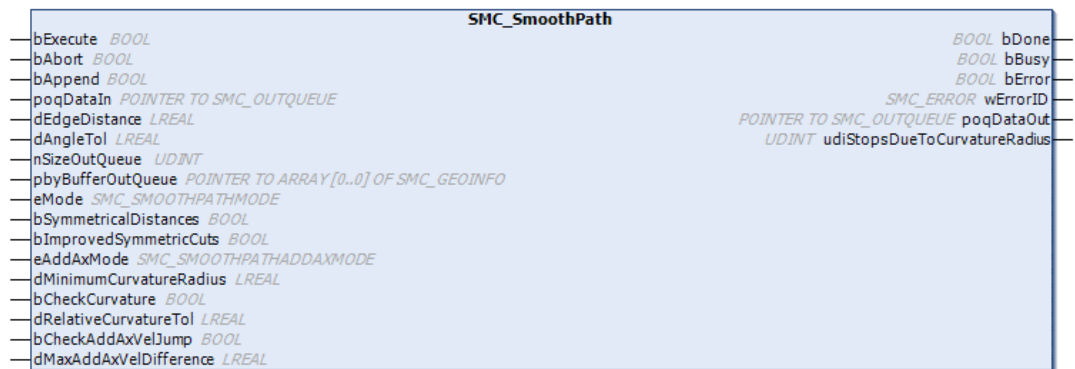 SMC_SmoothPath
bExecute BOOL BOOL bDone
bAbort BOOL BOOL bBusy
bAppend BOOL BOOL bError
poqDataIn POINTER TO SMC_OUTQUEUE SMC_ERROR wErrorID
dEdgeDistance LREAL POINTER TO SMC_OUTQUEUE poqDataOut
dAngleTol LREAL UDINT udiStopsDueToCurvatureRadius
nSizeOutQueue UDINT
pbyBufferOutQueue POINTER TO ARRAY [0..0] OF SMC_GEOINFO
eMode SMC_SMOOTHPATHMODE
bSymmetricalDistances BOOL
bImprovedSymmetricCuts BOOL
eAddAxMode SMC_SMOOTHPATHADDAXMODE
dMinimumCurvatureRadius LREAL
bCheckCurvature BOOL
dRelativeCurvatureTol LREAL
bCheckAddAxVelJump BOOL
dMaxAddAxVelDifference LREAL